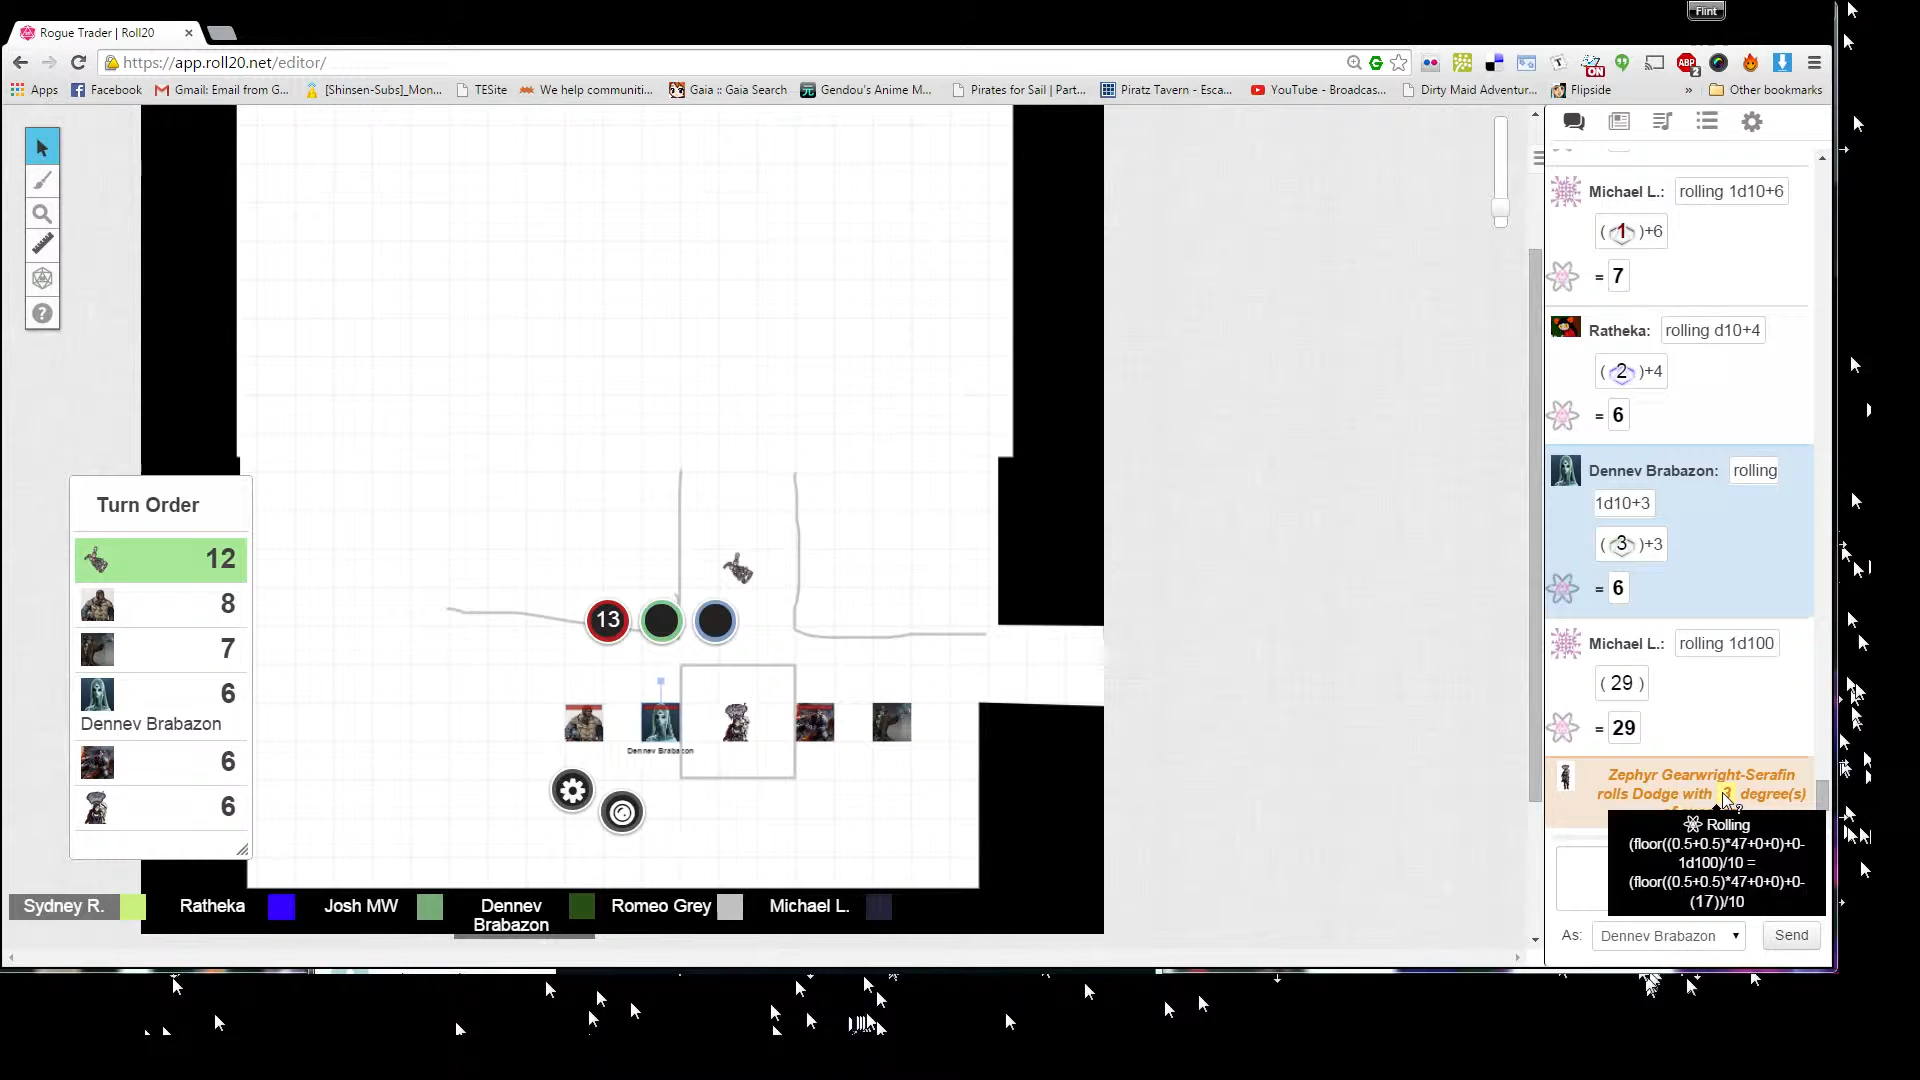 Flint
Rogue Trader | Roll20
https://app.roll20.net/editor/
Apps
Facebook
Gmail: Email from G...
[Shinsen-Subs]_Mon...
TESite
We help communiti...
Gaia :: Gaia Search
Gendou's Anime M...
Pirates for Sail | Part...
Piratz Tavern - Esca...
YouTube - Broadcas...
Dirty Maid Adventur...
Flipside
»
Other bookmarks
ABP
2
ON
Turn Order
12
8
7
6
Dennev Brabazon
6
6
13
Dennev Brabazon
Sydney R.
Ratheka
Josh MW
Dennev
Brabazon
Romeo Grey
Michael L.
Michael L.: rolling 1d10+6
(1)+6
= 7
Ratheka: rolling d10+4
(2)+4
= 6
Dennev Brabazon: rolling
1d10+3
(3)+3
= 6
Michael L.: rolling 1d100
(29)
= 29
Zephyr Gearwright-Serafin
rolls Dodge with 3 degree(s)
Rolling
(floor((0.5+0.5)*47+0+0)+0-
1d100)/10 =
(floor((0.5+0.5)*47+0+0)+0-
(17))/10
As: Dennev Brabazon
Send